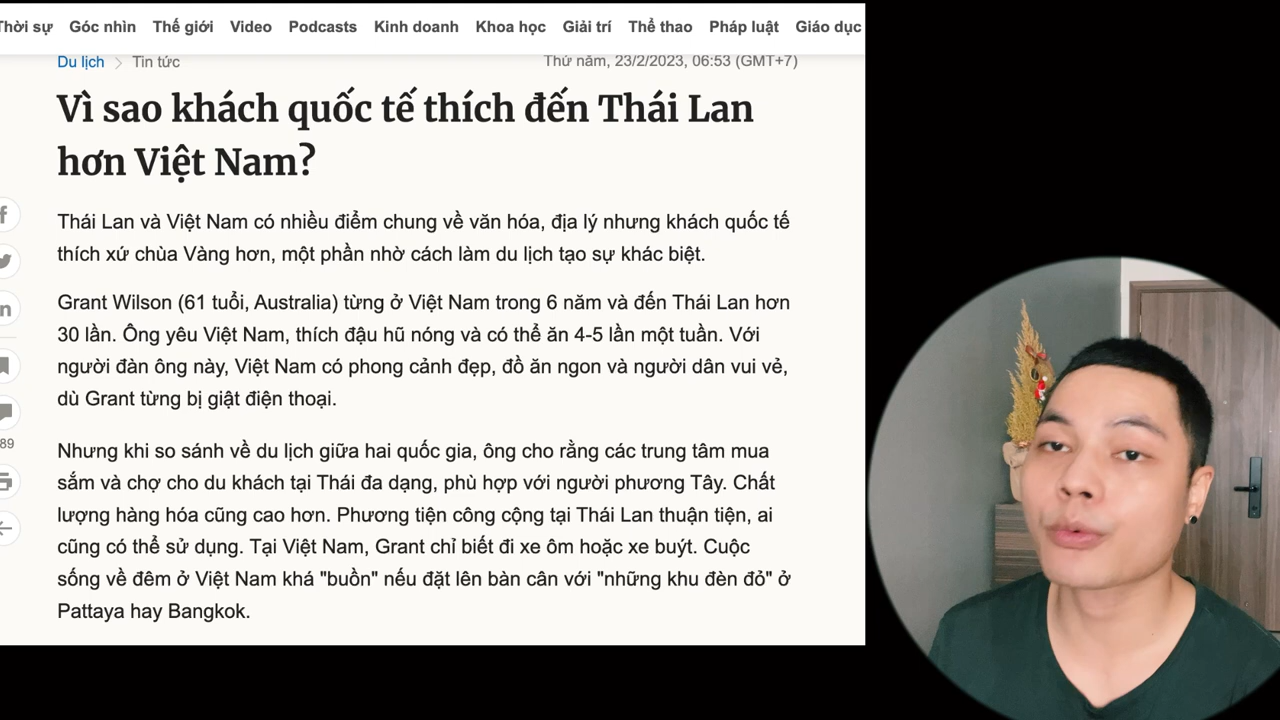 Thời sự Góc nhìn Thế giới Video Podcasts Kinh doanh Khoa học Giải trí Thể thao Pháp luật Giáo dục
Du lịch > Tin tức Thứ năm, 23/2/2023, 06:53 (GMT+7)
Vì sao khách quốc tế thích đến Thái Lan
hơn Việt Nam?
Thái Lan và Việt Nam có nhiều điểm chung về văn hóa, địa lý nhưng khách quốc tế
thích xứ chùa Vàng hơn, một phần nhờ cách làm du lịch tạo sự khác biệt.
Grant Wilson (61 tuổi, Australia) từng ở Việt Nam trong 6 năm và đến Thái Lan hơn
30 lần. Ông yêu Việt Nam, thích đậu hũ nóng và có thể ăn 4-5 lần một tuần. Với
người đàn ông này, Việt Nam có phong cảnh đẹp, đồ ăn ngon và người dân vui vẻ,
dù Grant từng bị giật điện thoại.
89
Nhưng khi so sánh về du lịch giữa hai quốc gia, ông cho rằng các trung tâm mua
sắm và chợ cho du khách tại Thái đa dạng, phù hợp với người phương Tây. Chất
lượng hàng hóa cũng cao hơn. Phương tiện công cộng tại Thái Lan thuận tiện, ai
cũng có thể sử dụng. Tại Việt Nam, Grant chỉ biết đi xe ôm hoặc xe buýt. Cuộc
sống về đêm ở Việt Nam khá "buồn" nếu đặt lên bàn cân với "những khu đèn đỏ" ở
Pattaya hay Bangkok.